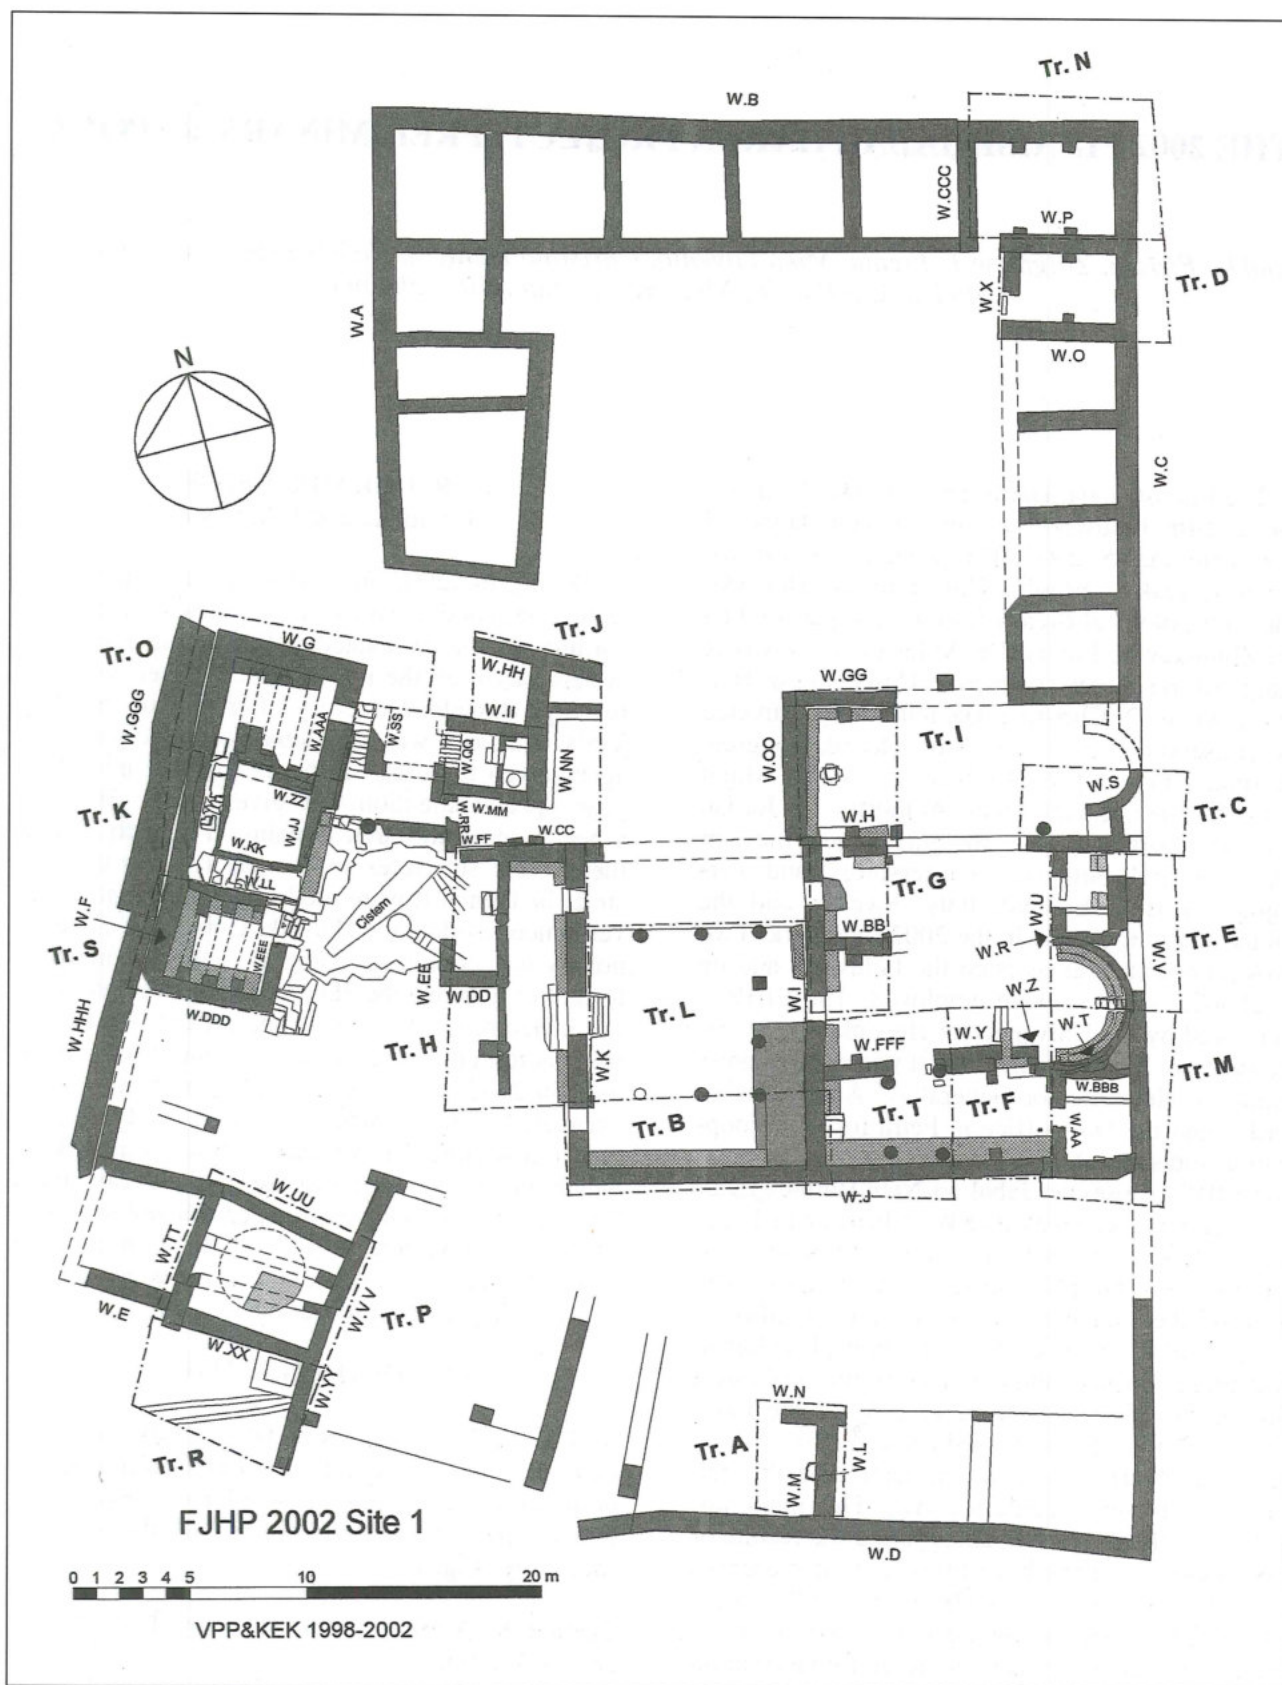 Tr. N
W.B
W.CCC
W.P
Tr. D
W.X
W.A
W.O
N
W.C
Tr. J
Tr. O
W.G
W.HH
W.GGG
W.II
W.GG
W.AAA
W.SS
Tr. I
W.QQ
W.NN
W.OO
W.S
W.ZZ
Tr. K
W.MM
Tr. C
W.JJ
W.RR
W.H
W.FF
W.CC
W.KK
Tr. G
W.LL
W.U
W.F
Cistern
W.BB
Tr. E
W.R
W.V
Tr. S
W.EEE
W.EE
W.DD
W.I
W.Z
W.DDD
Tr. L
W.T
W.HHH
Tr. H
W.K
W.FFF
W.Y
Tr. M
W.BBB
Tr. B
Tr. T
Tr. F
W.AA
W.UU
W.J
W.TT
W.E
W.VV
Tr. P
W.XX
W.YY
W.N
Tr. A
W.L
Tr. R
W.M
FJHP 2002 Site 1
W.D
0 1 2 3 4 5 10 20 m
VPP&KEK 1998-2002